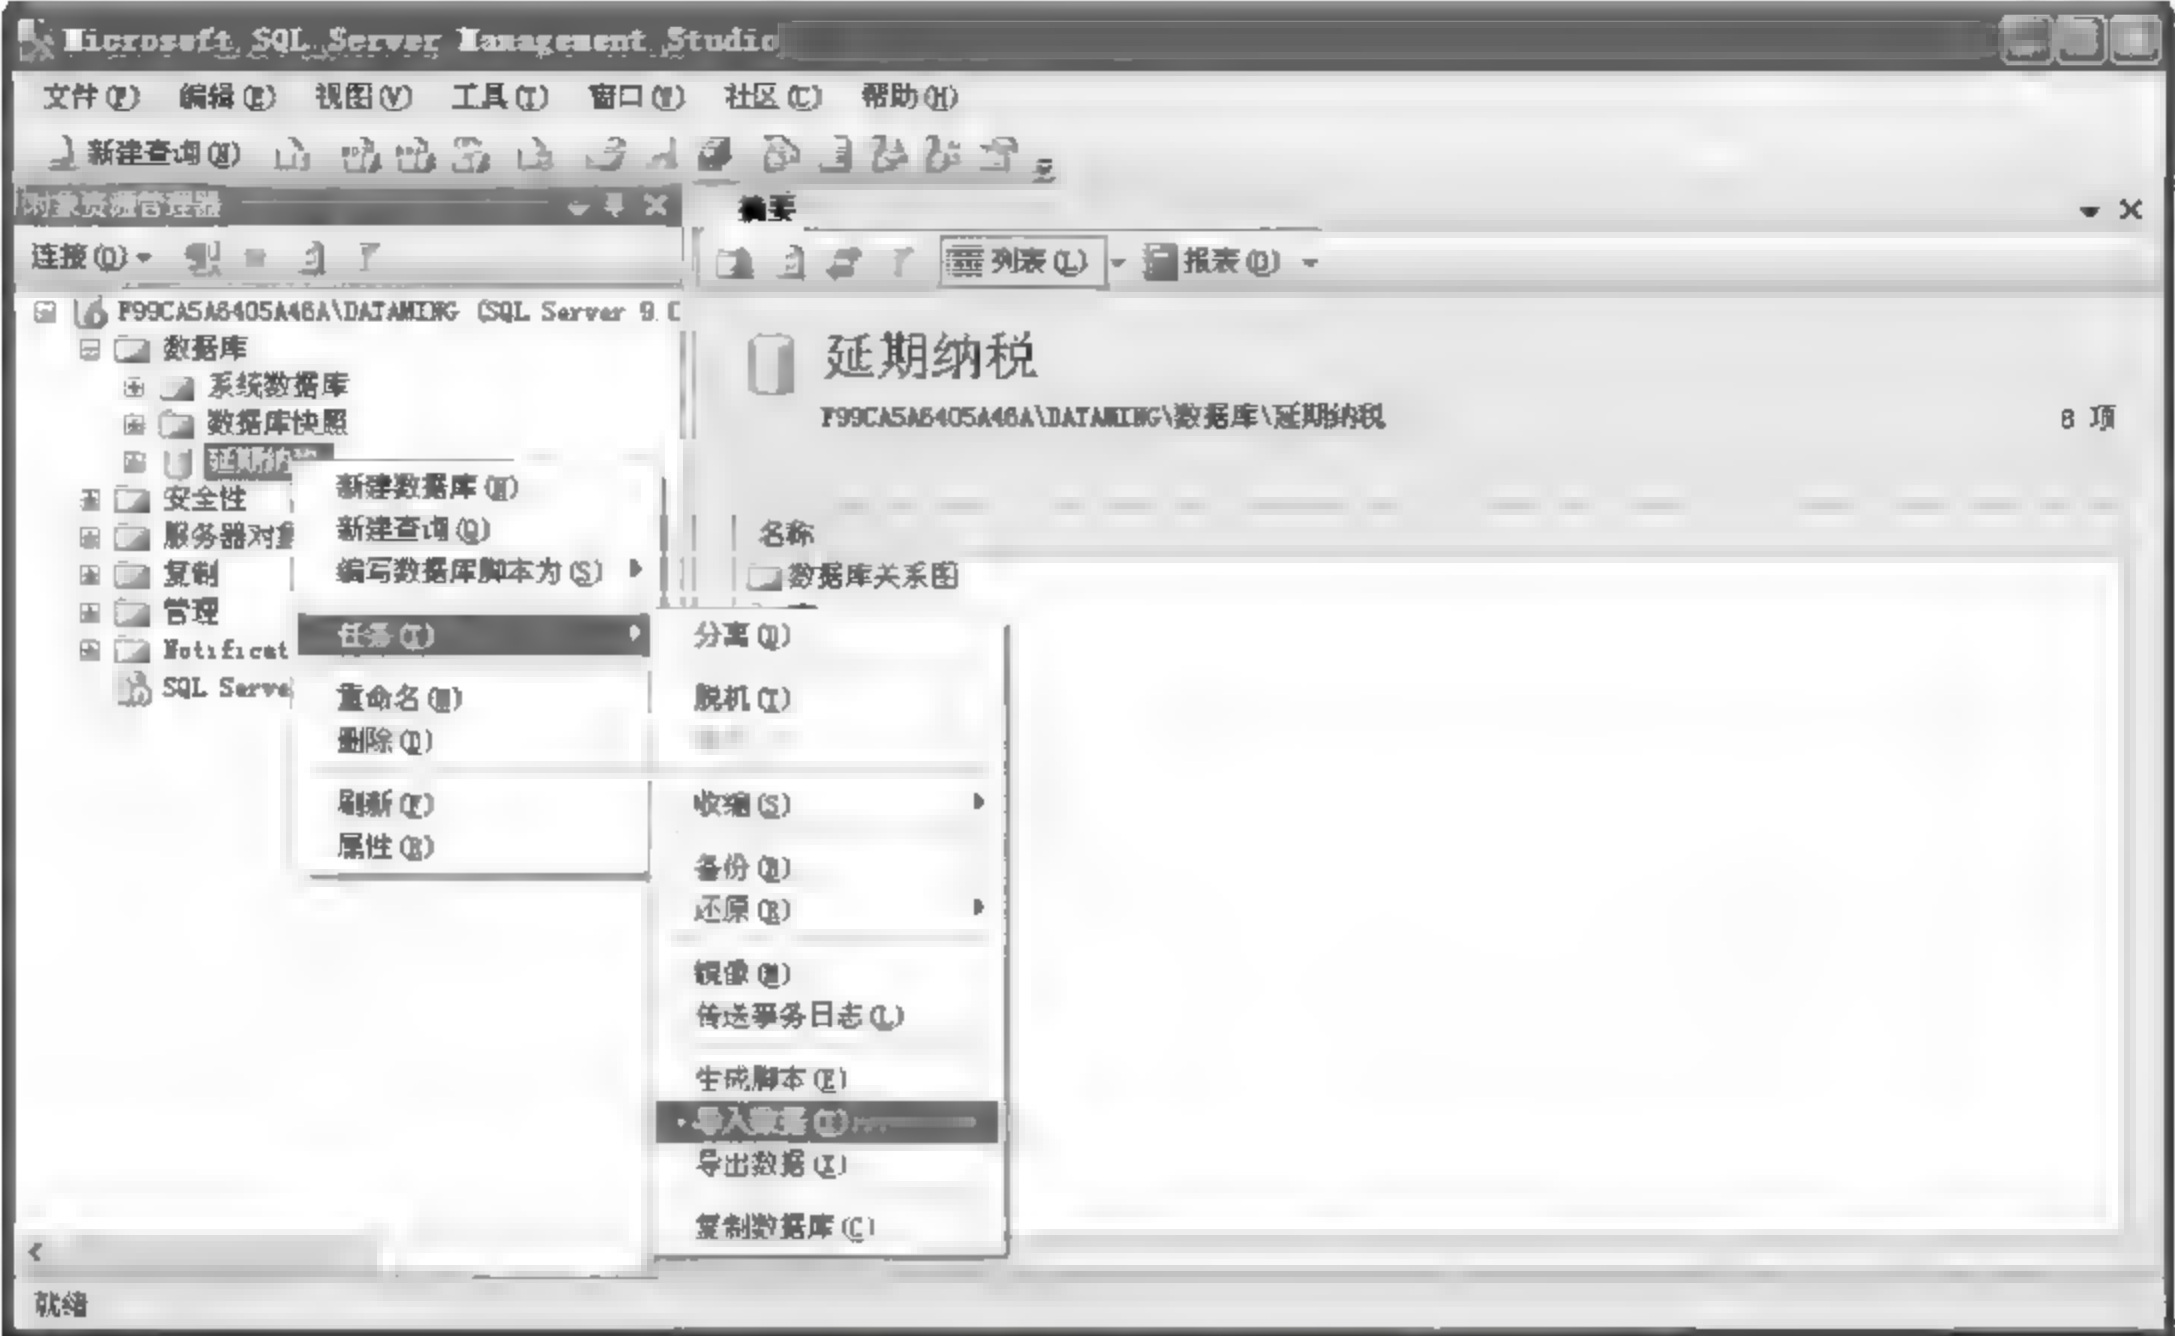 Microsoft SQL Server Management Studio
文件(F) 编辑(E) 视图(V) 工具(T) 窗口(W) 社区(C) 帮助(H)
新建查询(N)
对象资源管理器
摘要
连接(O)
列表(L) 报表(O)
F99CA5A6405A46A\DATAMING (SQL Server 9.0
数据库
系统数据库
数据库快照
延期纳税
安全性
服务器对象
复制
管理
Notificat
SQL Serve
延期纳税
F99CA5A6405A46A\DATAMING\数据库\延期纳税
8 项
名称
数据库关系图
新建数据库(N)
新建查询(Q)
编写数据库脚本为(S)
任务(T)
重命名(M)
删除(D)
刷新(F)
属性(R)
分离(D)
脱机(T)
收缩(S)
备份(B)
还原(R)
镜像(M)
传送事务日志(L)
生成脚本(E)
导入数据(I)...
导出数据(X)
复制数据库(C)
就绪